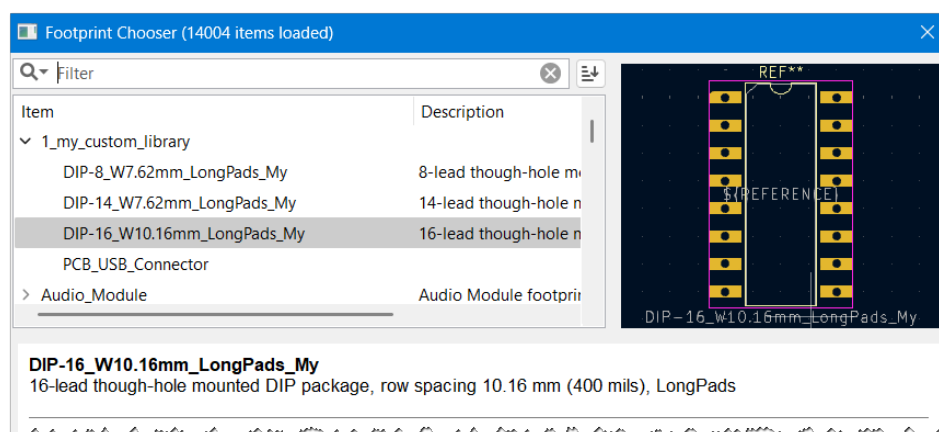 Footprint Chooser (14004 items loaded)
Filter
Item Description
1_my_custom_library
DIP-8_W7.62mm_LongPads_My 8-lead though-hole
DIP-14_W7.62mm_LongPads_My 14-lead though-hole
DIP-16_W10.16mm_LongPads_My 16-lead though-hole
PCB_USB_Connector
Audio_Module Audio Module
REF**
${REFERENCE}
DIP-16_W10.16mm_LongPads_My
DIP-16_W10.16mm_LongPads_My
16-lead though-hole mounted DIP package, row spacing 10.16 mm (400 mils), LongPads